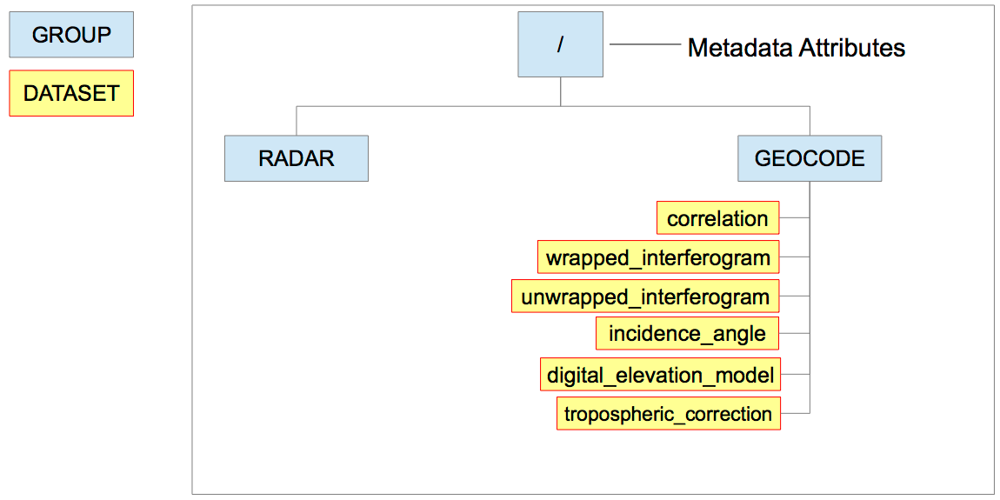 GROUP
DATASET
/
Metadata Attributes
RADAR
GEOCODE
correlation
wrapped_interferogram
unwrapped_interferogram
incidence_angle
digital_elevation_model
tropospheric_correction